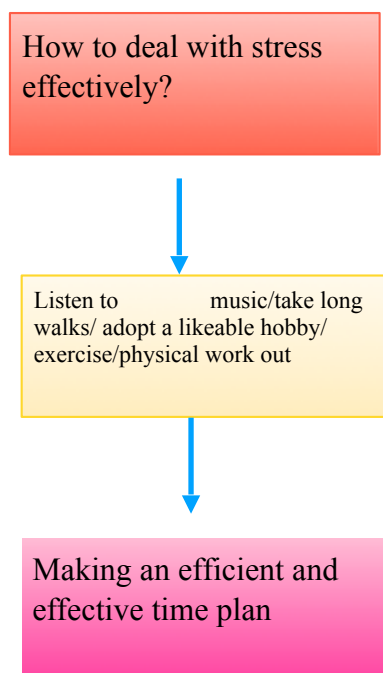 How to deal with stress
effectively?
Listen to music/take long
walks/ adopt a likeable hobby/
exercise/physical work out
Making an efficient and
effective time plan